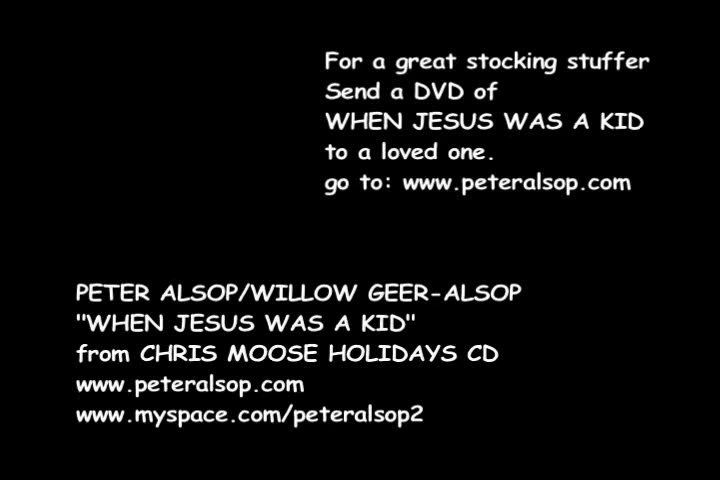 For a great stocking stuffer
Send a DVD of
WHEN JESUS WAS A KID
to a loved one.
go to: www.peteralsop.com
PETER ALSOP/WILLOW GEER-ALSOP
"WHEN JESUS WAS A KID"
from CHRIS MOOSE HOLIDAYS CD
www.peteralsop.com
www.myspace.com/peteralsop2